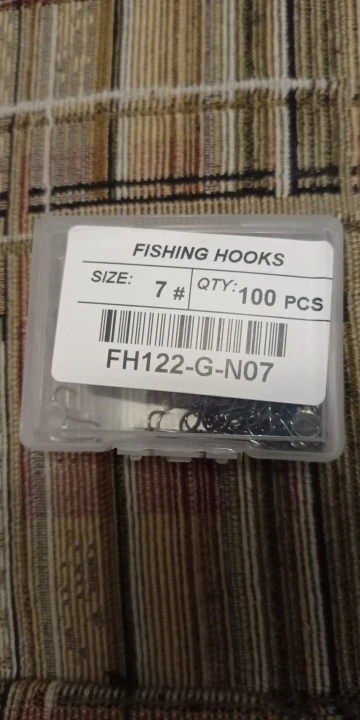 FISHING HOOKS
SIZE: 7 # QTY: 100 PCS
FH122-G-N07